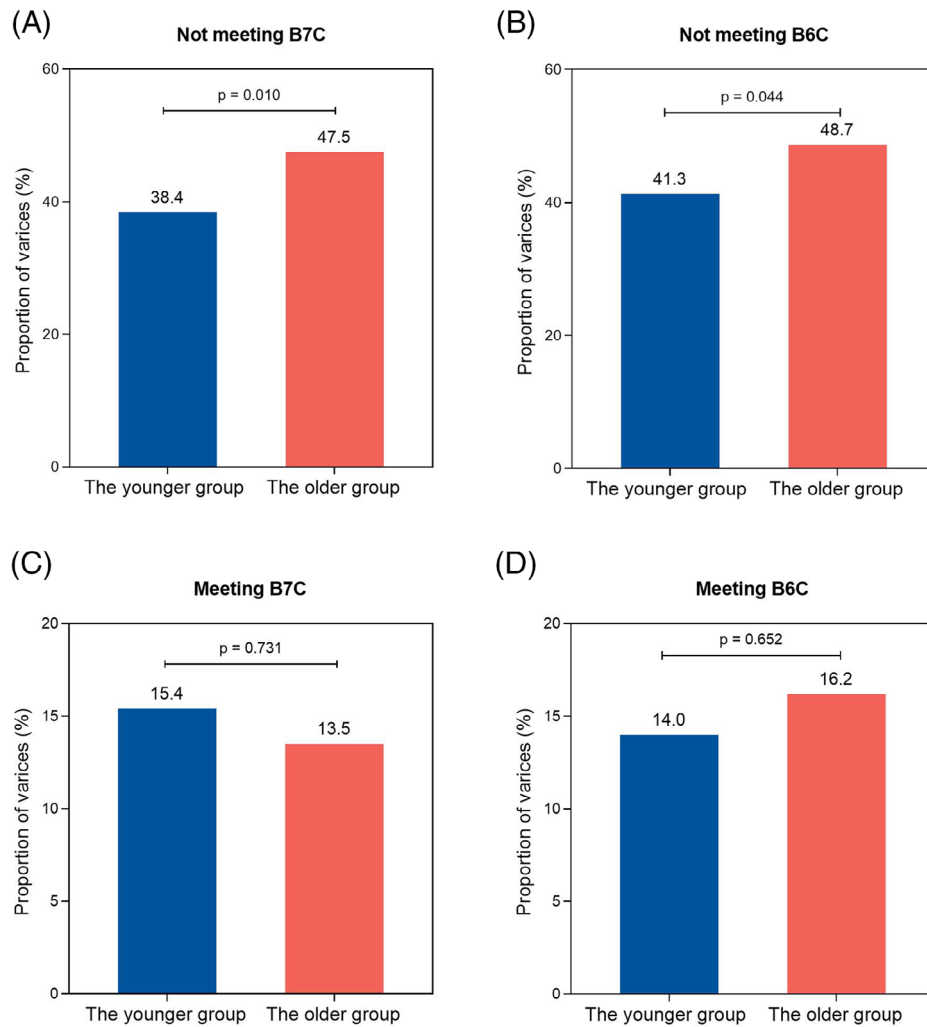 (A)
Not meeting B7C
60
40
20
0
Proportion of varices (%)
p = 0.010
38.4
47.5
The younger group
The older group
(B)
Not meeting B6C
60
40
20
0
Proportion of varices (%)
p = 0.044
41.3
48.7
The younger group
The older group
(C)
Meeting B7C
20
15
10
5
0
Proportion of varices (%)
p = 0.731
15.4
13.5
The younger group
The older group
(D)
Meeting B6C
20
15
10
5
0
Proportion of varices (%)
p = 0.652
14.0
16.2
The younger group
The older group